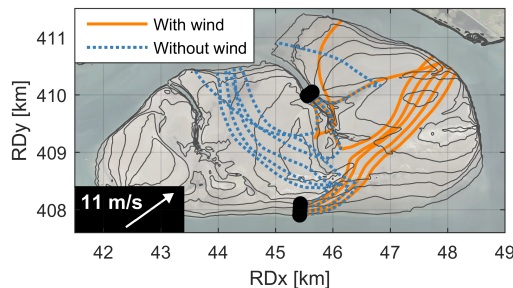 With wind
Without wind
411
410
409
408
RDy [km]
11 m/s
42 43 44 45 46 47 48 49
RDx [km]